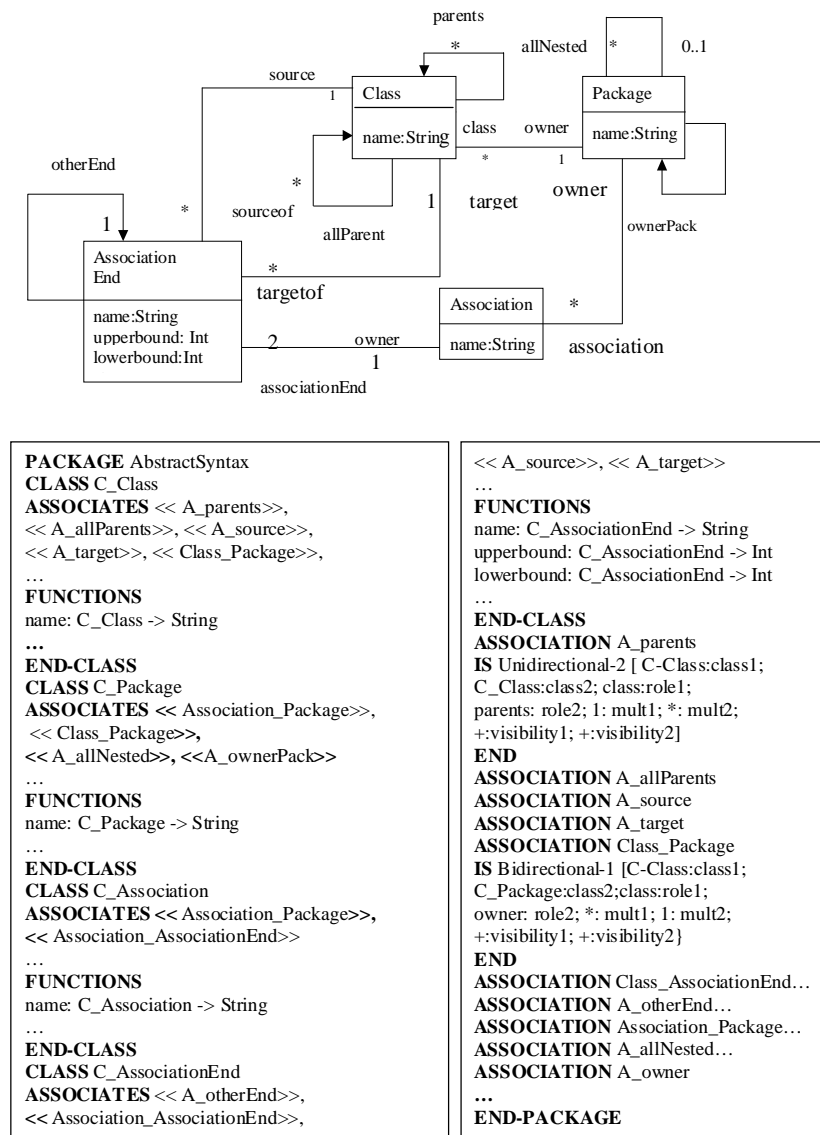 parents
*
allNested
*
0..1
source
1
Class
Package
name:String
class
owner
name:String
*
1
otherEnd
*
sourceof
1
target
owner
allParent
ownerPack
1
*
Association
End
*
targetof
Association
*
name:String
upperbound: Int
lowerbound:Int
2
owner
1
name:String
association
associationEnd
PACKAGE AbstractSyntax
CLASS C_Class
ASSOCIATES << A_parents>>,
<< A_allParents>>, << A_source>>,
<< A_target>>, << Class_Package>>,
…
FUNCTIONS
name: C_Class -> String
…
END-CLASS
CLASS C_Package
ASSOCIATES << Association_Package>>,
<< Class_Package>>,
<< A_allNested>>, <<A_ownerPack>>
…
FUNCTIONS
name: C_Package -> String
…
END-CLASS
CLASS C_Association
ASSOCIATES << Association_Package>>,
<< Association_AssociationEnd>>
…
FUNCTIONS
name: C_Association -> String
…
END-CLASS
CLASS C_AssociationEnd
ASSOCIATES << A_otherEnd>>,
<< Association_AssociationEnd>>,
<< A_source>>, << A_target>>
…
FUNCTIONS
name: C_AssociationEnd -> String
upperbound: C_AssociationEnd -> Int
lowerbound: C_AssociationEnd -> Int
…
END-CLASS
ASSOCIATION A_parents
IS Unidirectional-2 [ C-Class:class1;
C_Class:class2; class:role1;
parents: role2; 1: mult1; *: mult2;
+:visibility1; +:visibility2]
END
ASSOCIATION A_allParents
ASSOCIATION A_source
ASSOCIATION A_target
ASSOCIATION Class_Package
IS Bidirectional-1 [C-Class:class1;
C_Package:class2;class:role1;
owner: role2; *: mult1; 1: mult2;
+:visibility1; +:visibility2}
END
ASSOCIATION Class_AssociationEnd…
ASSOCIATION A_otherEnd…
ASSOCIATION Association_Package…
ASSOCIATION A_allNested…
ASSOCIATION A_owner
…
END-PACKAGE